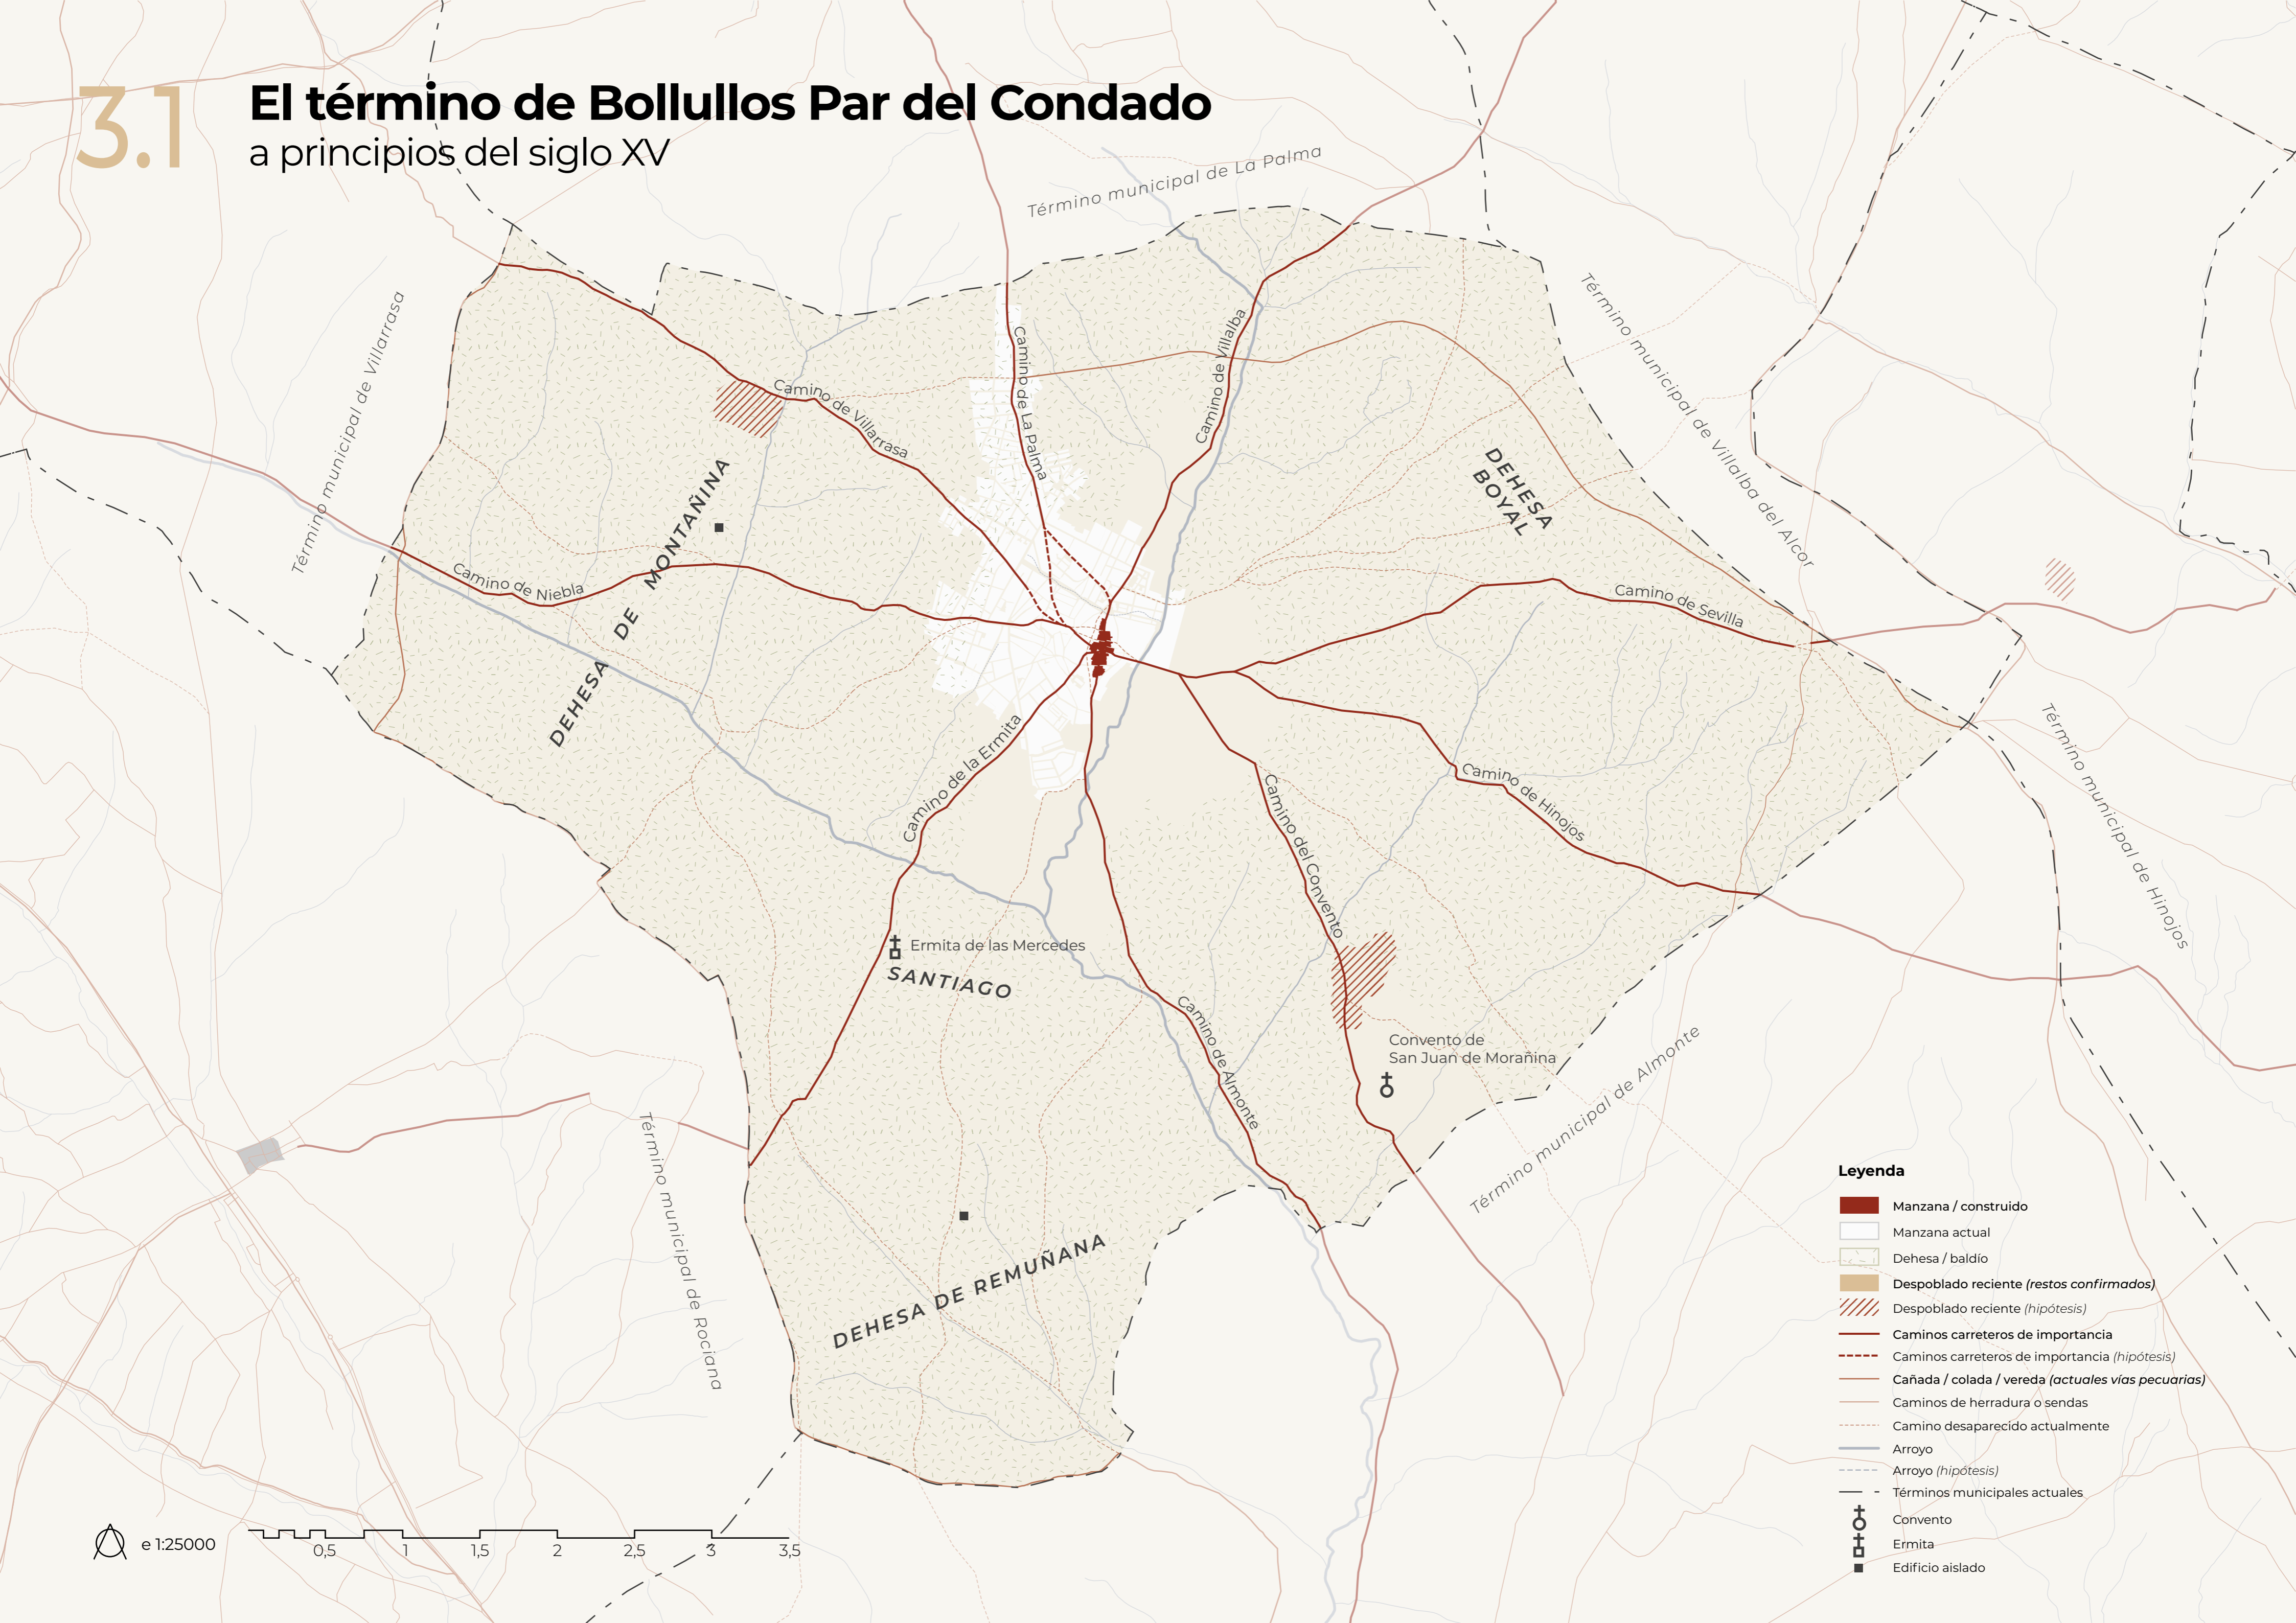 3.1
El término de Bollullos Par del Condado
a principios del siglo XV
Término municipal de La Palma
Término municipal de Villarrasa
Término municipal de Villalba del Alcor
Término municipal de Hinojos
Término municipal de Almonte
Término municipal de Rociana
Camino de Villarrasa
Camino de La Palma
Camino de Villalba
Camino de Niebla
Camino de Sevilla
Camino de la Ermita
Camino de Hinojos
Camino del Convento
Camino de Almonte
DEHESA DE MONTAÑINA
DEHESA
BOYAL
Ermita de las Mercedes
SANTIAGO
Convento de
San Juan de Morañina
DEHESA DE REMUÑANA
Leyenda
Manzana / construido
Manzana actual
Dehesa / baldío
Despoblado reciente (restos confirmados)
Despoblado reciente (hipótesis)
Caminos carreteros de importancia
Caminos carreteros de importancia (hipótesis)
Cañada / colada / vereda (actuales vías pecuarias)
Caminos de herradura o sendas
Camino desaparecido actualmente
Arroyo
Arroyo (hipótesis)
Términos municipales actuales
Convento
Ermita
Edificio aislado
e 1:25000
0,5 1 1,5 2 2,5 3 3,5